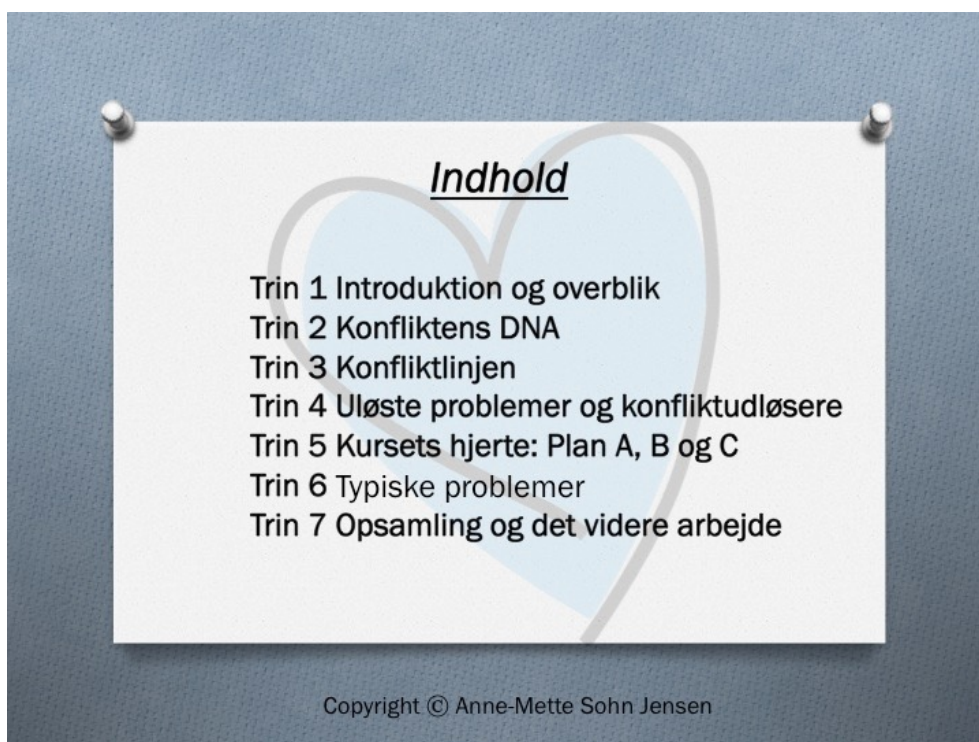 Indhold
Trin 1 Introduktion og overblik
Trin 2 Konfliktens DNA
Trin 3 Konfliktlinjen
Trin 4 Uløste problemer og konfliktudløsere
Trin 5 Kursets hjerte: Plan A, B og C
Trin 6 Typiske problemer
Trin 7 Opsamling og det videre arbejde
Copyright © Anne-Mette Sohn Jensen